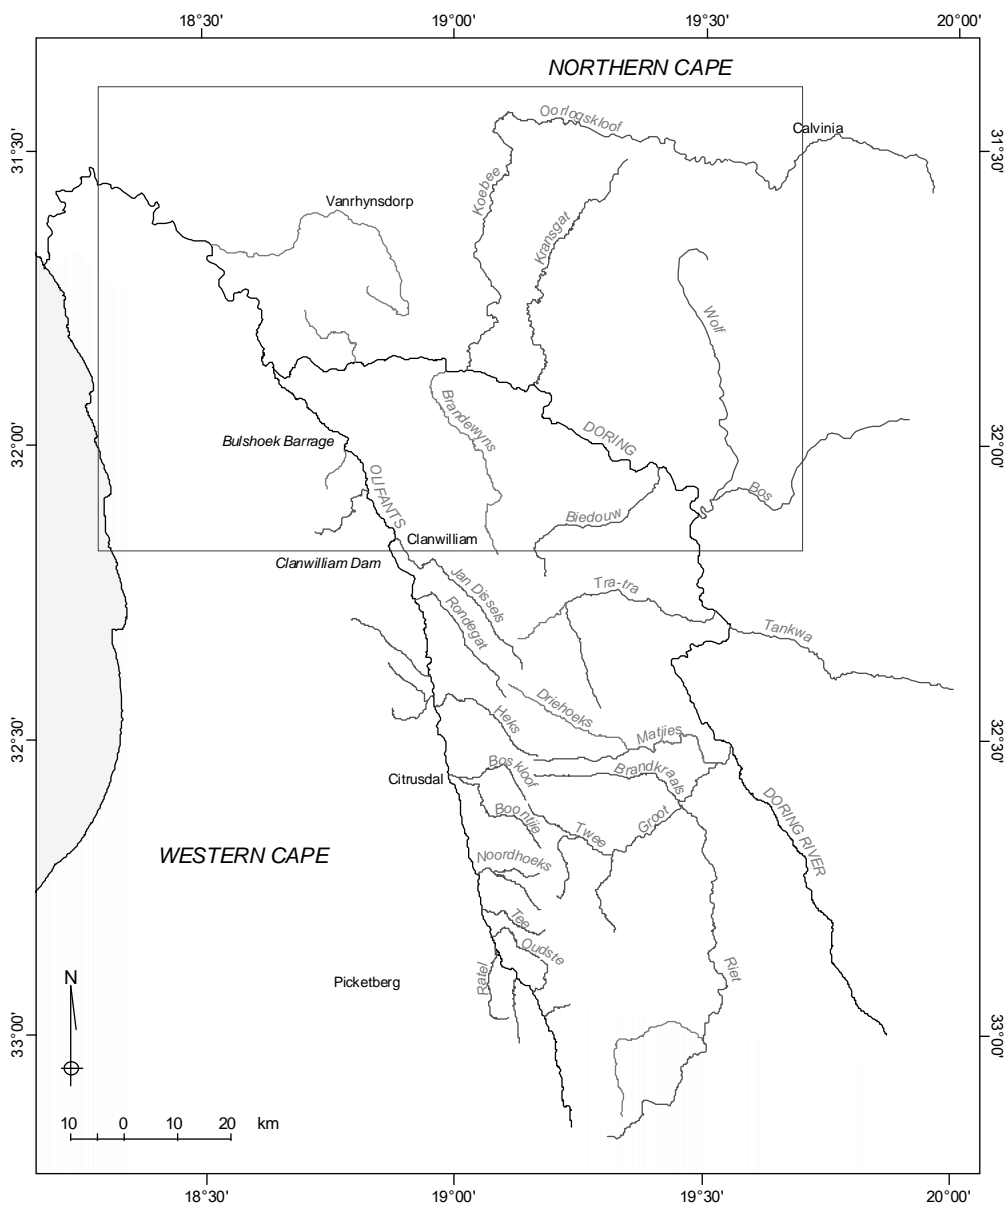 18°30'
19°00'
19°30'
20°00'
NORTHERN CAPE
Oorlogskloof
Calvinia
31°30'
31°30'
Koebee
Vanrhynsdorp
Kransgat
Wolf
Brandewyns
DORING
Bulshoek Barrage
32°00'
32°00'
OLIFANTS
Bos
Biedouw
Clanwilliam
Clanwilliam Dam
Jan Dissels
Tra-tra
Rondegat
Tankwa
Driehoeks
Heks
Matjies
32°30'
32°30'
Boskloof
Brandkraals
Citrusdal
DORING RIVER
Boontjie
Twee
Groot
WESTERN CAPE
Noordhoeks
Tee
Oudste
Ratel
Riet
Picketberg
N
33°00'
33°00'
10 0 10 20 km
18°30'
19°00'
19°30'
20°00'